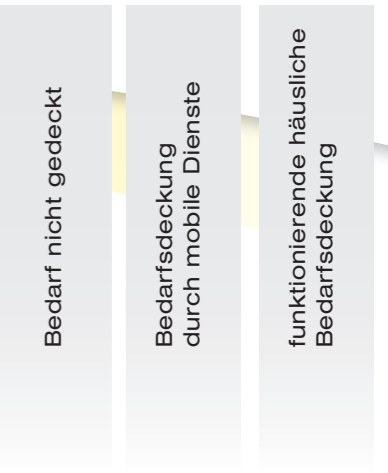 Bedarf nicht gedeckt
Bedarfsdeckung
durch mobile Dienste
funktionierende häusliche
Bedarfsdeckung